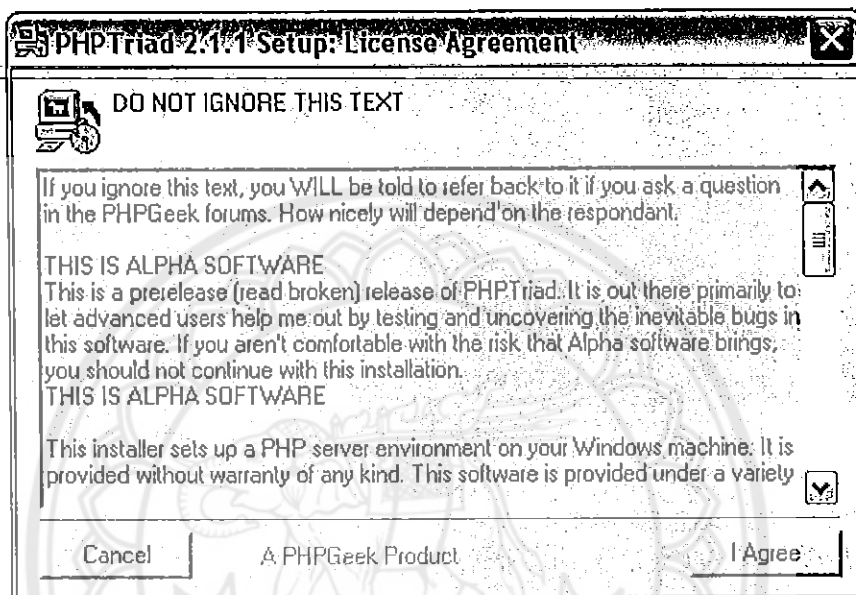 PHPTriad 2.1.1 Setup: License Agreement
DO NOT IGNORE THIS TEXT
If you ignore this text, you WILL be told to refer back to it if you ask a question
in the PHPGeek forums. How nicely will depend on the respondant.
THIS IS ALPHA SOFTWARE
This is a prerelease (read broken) release of PHPTriad. It is out there primarily to
let advanced users help me out by testing and uncovering the inevitable bugs in
this software. If you aren't comfortable with the risk that Alpha software brings,
you should not continue with this installation.
THIS IS ALPHA SOFTWARE
This installer sets up a PHP server environment on your Windows machine. It is
provided without warranty of any kind. This software is provided under a variety
Cancel
A PHPGeek Product
I Agree